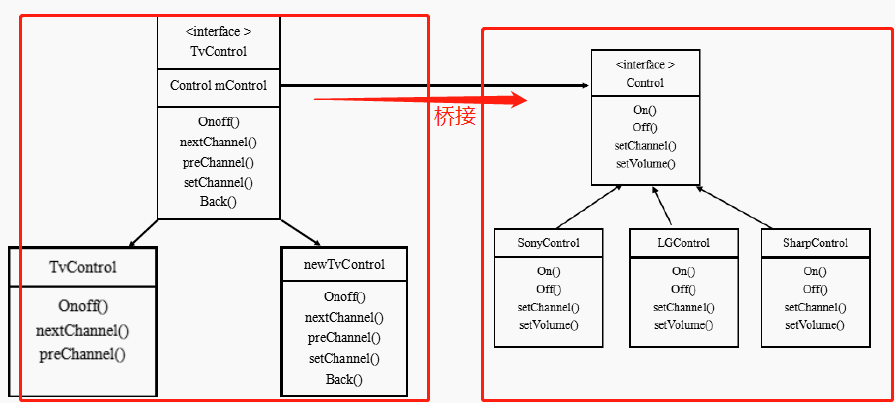 <interface >
TvControl
Control mControl
Onoff()
nextChannel()
preChannel()
setChannel()
Back()
桥接
<interface >
Control
On()
Off()
setChannel()
setVolume()
TvControl
Onoff()
nextChannel()
preChannel()
newTvControl
Onoff()
nextChannel()
preChannel()
setChannel()
Back()
SonyControl
On()
Off()
setChannel()
setVolume()
LGControl
On()
Off()
setChannel()
setVolume()
SharpControl
On()
Off()
setChannel()
setVolume()